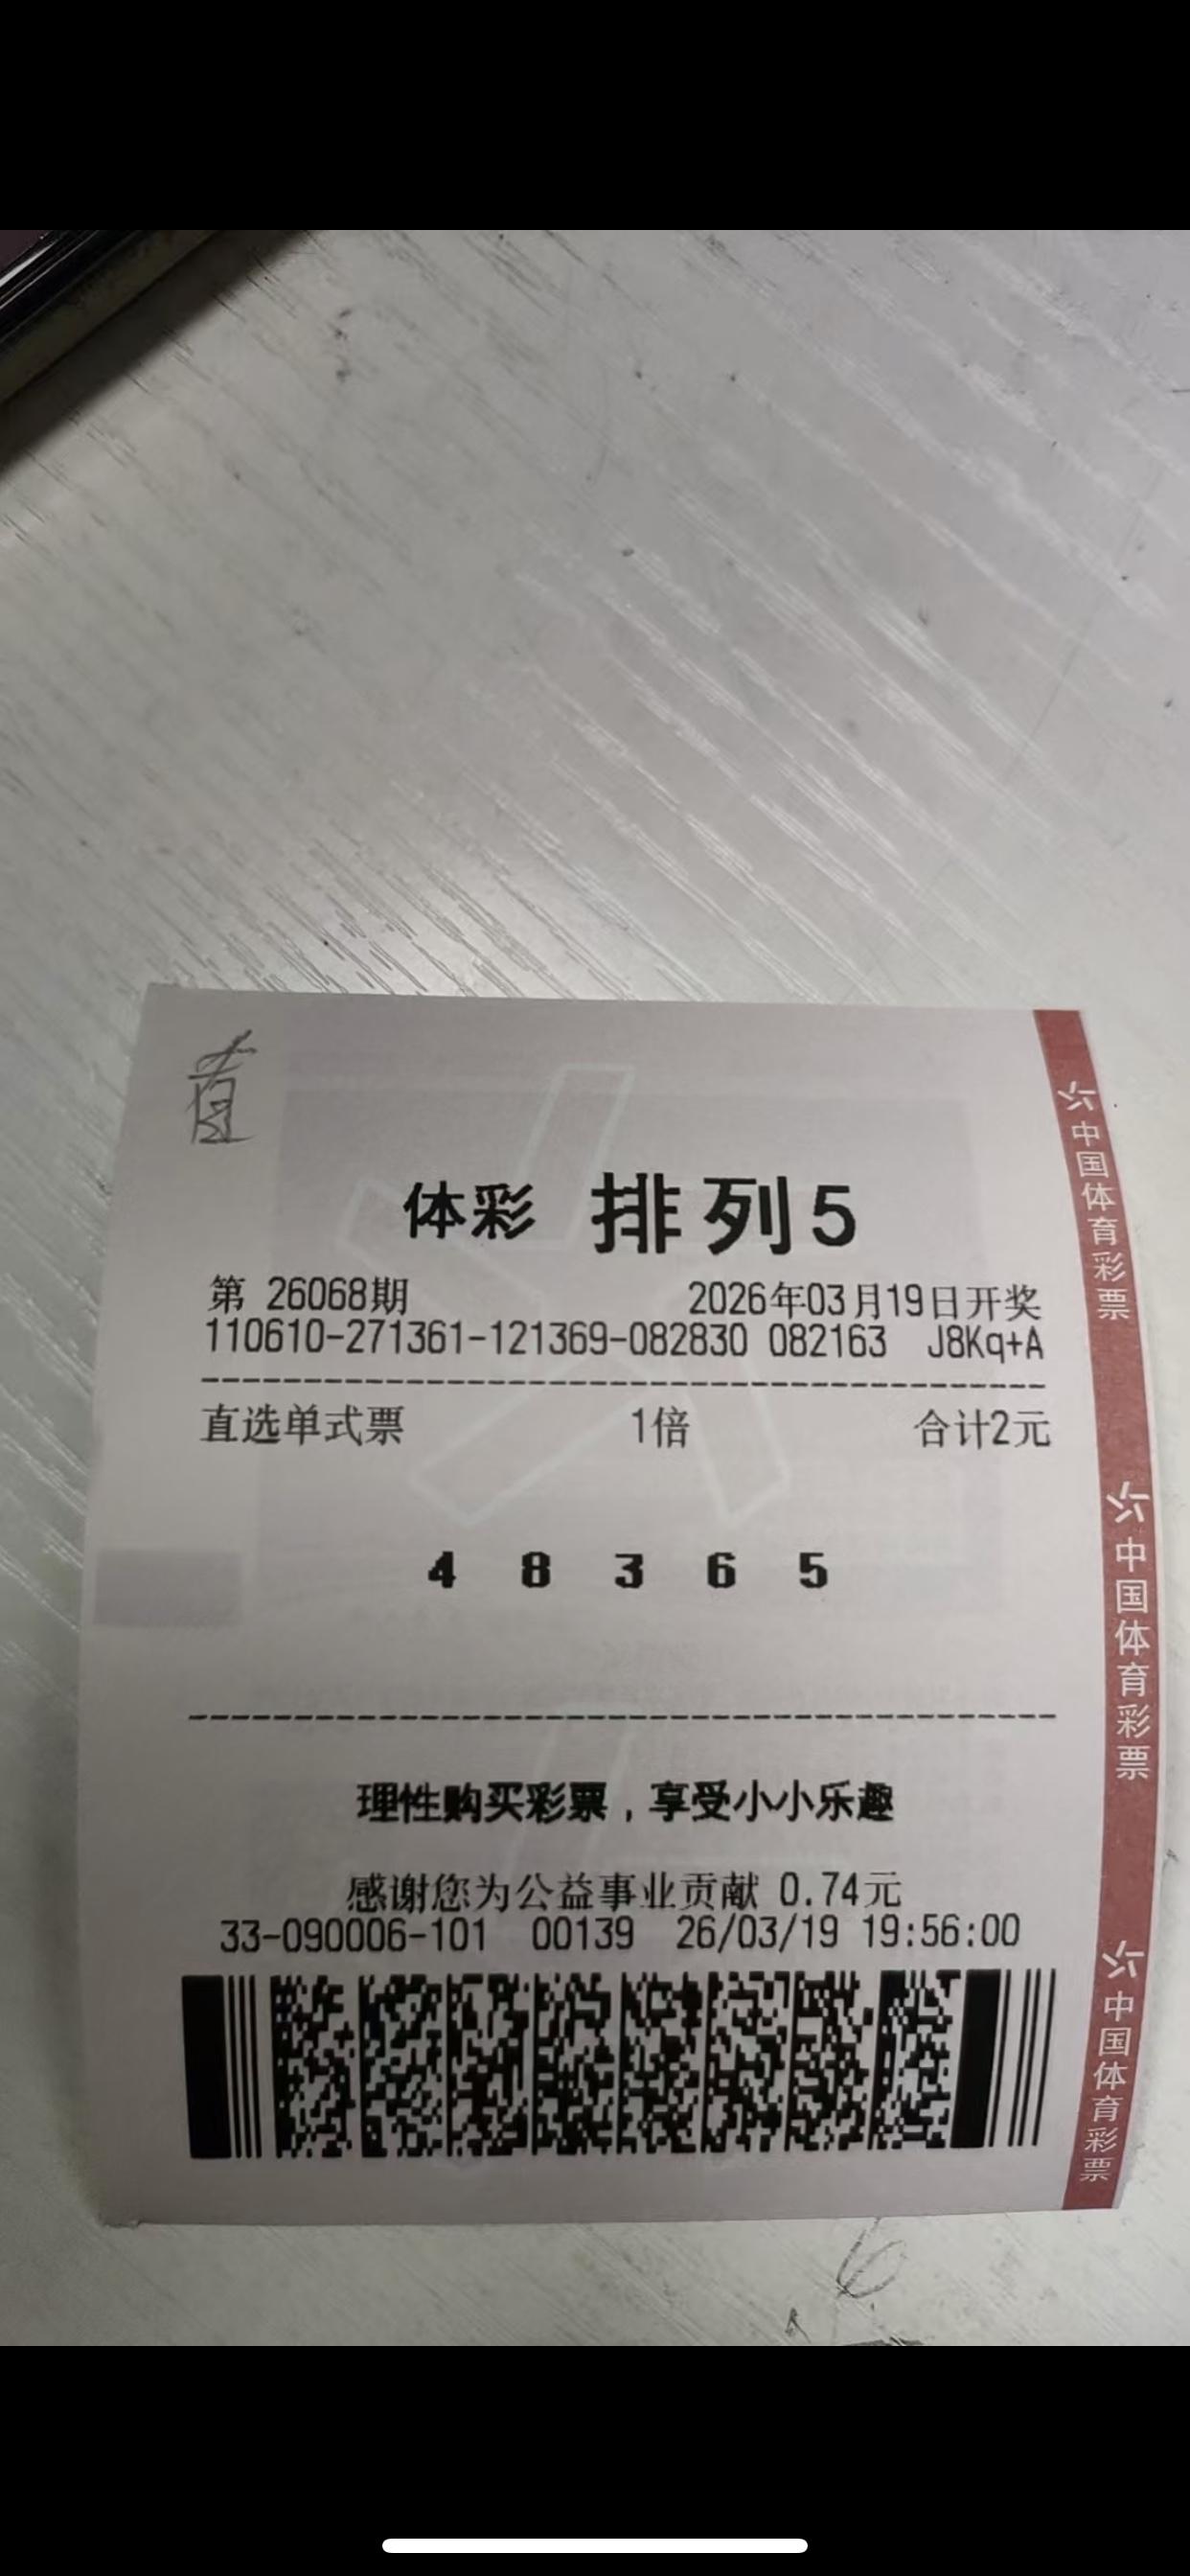 直
体彩 排列5
第 26068期 2026年03月19日开奖
110610-271361-121369-082830 082163 J8Kq+A
直选单式票 1倍 合计2元
4 8 3 6 5
理性购买彩票，享受小小乐趣
感谢您为公益事业贡献 0.74元
33-090006-101 00139 26/03/19 19:56:00
中国体育彩票
中国体育彩票
中国体育彩票